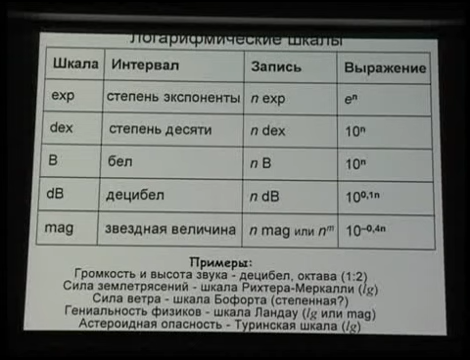 Логарифмические шкалы
Шкала Интервал Запись Выражение
exp степень экспоненты n exp eⁿ
dex степень десяти n dex 10ⁿ
B бел n B 10ⁿ
dB децибел n dB 10⁰,¹ⁿ
mag звездная величина n mag или nᵐ 10⁻⁰,⁴ⁿ
Примеры:
Громкость и высота звука - децибел, октава (1:2)
Сила землетрясений - шкала Рихтера-Меркалли (lg)
Сила ветра - шкала Бофорта (степенная?)
Гениальность физиков - шкала Ландау (lg или mag)
Астероидная опасность - Туринская шкала (lg)